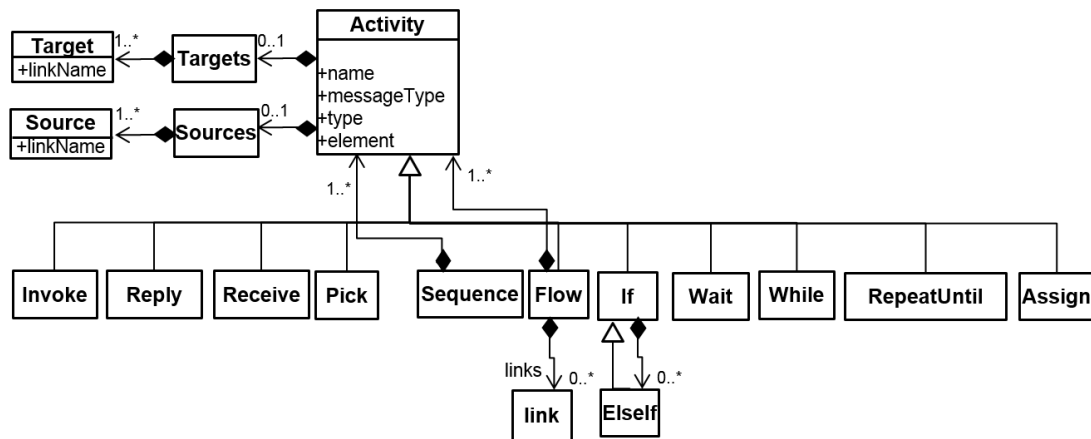 Activity
+name
+messageType
+type
+element
1..*
Target
+linkName
Targets
0..1
1..*
Source
+linkName
Sources
0..1
1..*
1..*
Invoke
Reply
Receive
Pick
Sequence
Flow
If
Wait
While
RepeatUntil
Assign
links
0..*
0..*
link
ElseIf